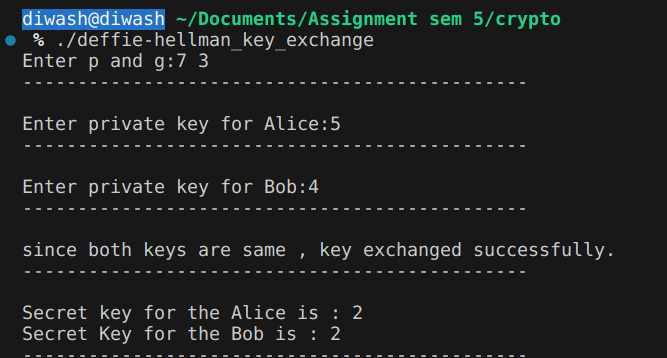 diwash@diwash ~/Documents/Assignment sem 5/crypto
% ./deffie-hellman_key_exchange
Enter p and g:7 3
----------------------------------------------
Enter private key for Alice:5
----------------------------------------------
Enter private key for Bob:4
----------------------------------------------
since both keys are same , key exchanged successfully.
----------------------------------------------
Secret key for the Alice is : 2
Secret Key for the Bob is : 2
----------------------------------------------